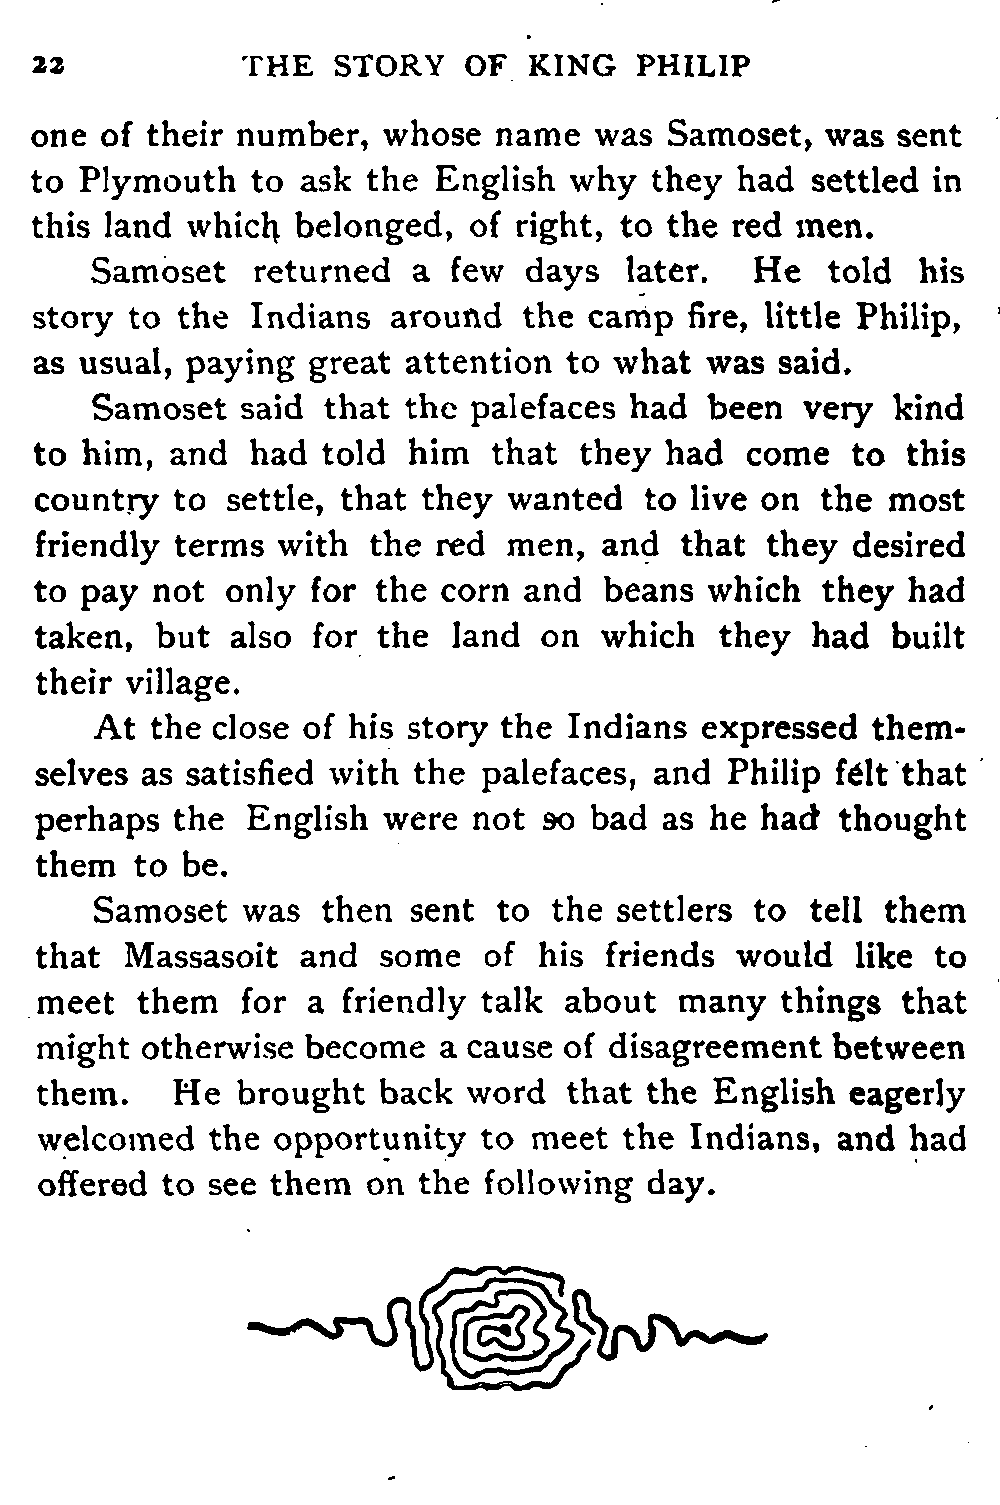 22 THE STORY OF KING PHILIP
one of their number, whose name was Samoset, was sent
to Plymouth to ask the English why they had settled in
this land which belonged, of right, to the red men.
Samoset returned a few days later. He told his
story to the Indians around the camp fire, little Philip,
as usual, paying great attention to what was said.
Samoset said that the palefaces had been very kind
to him, and had told him that they had come to this
country to settle, that they wanted to live on the most
friendly terms with the red men, and that they desired
to pay not only for the corn and beans which they had
taken, but also for the land on which they had built
their village.
At the close of his story the Indians expressed them-
selves as satisfied with the palefaces, and Philip felt that
perhaps the English were not so bad as he had thought
them to be.
Samoset was then sent to the settlers to tell them
that Massasoit and some of his friends would like to
meet them for a friendly talk about many things that
might otherwise become a cause of disagreement between
them. He brought back word that the English eagerly
welcomed the opportunity to meet the Indians, and had
offered to see them on the following day.